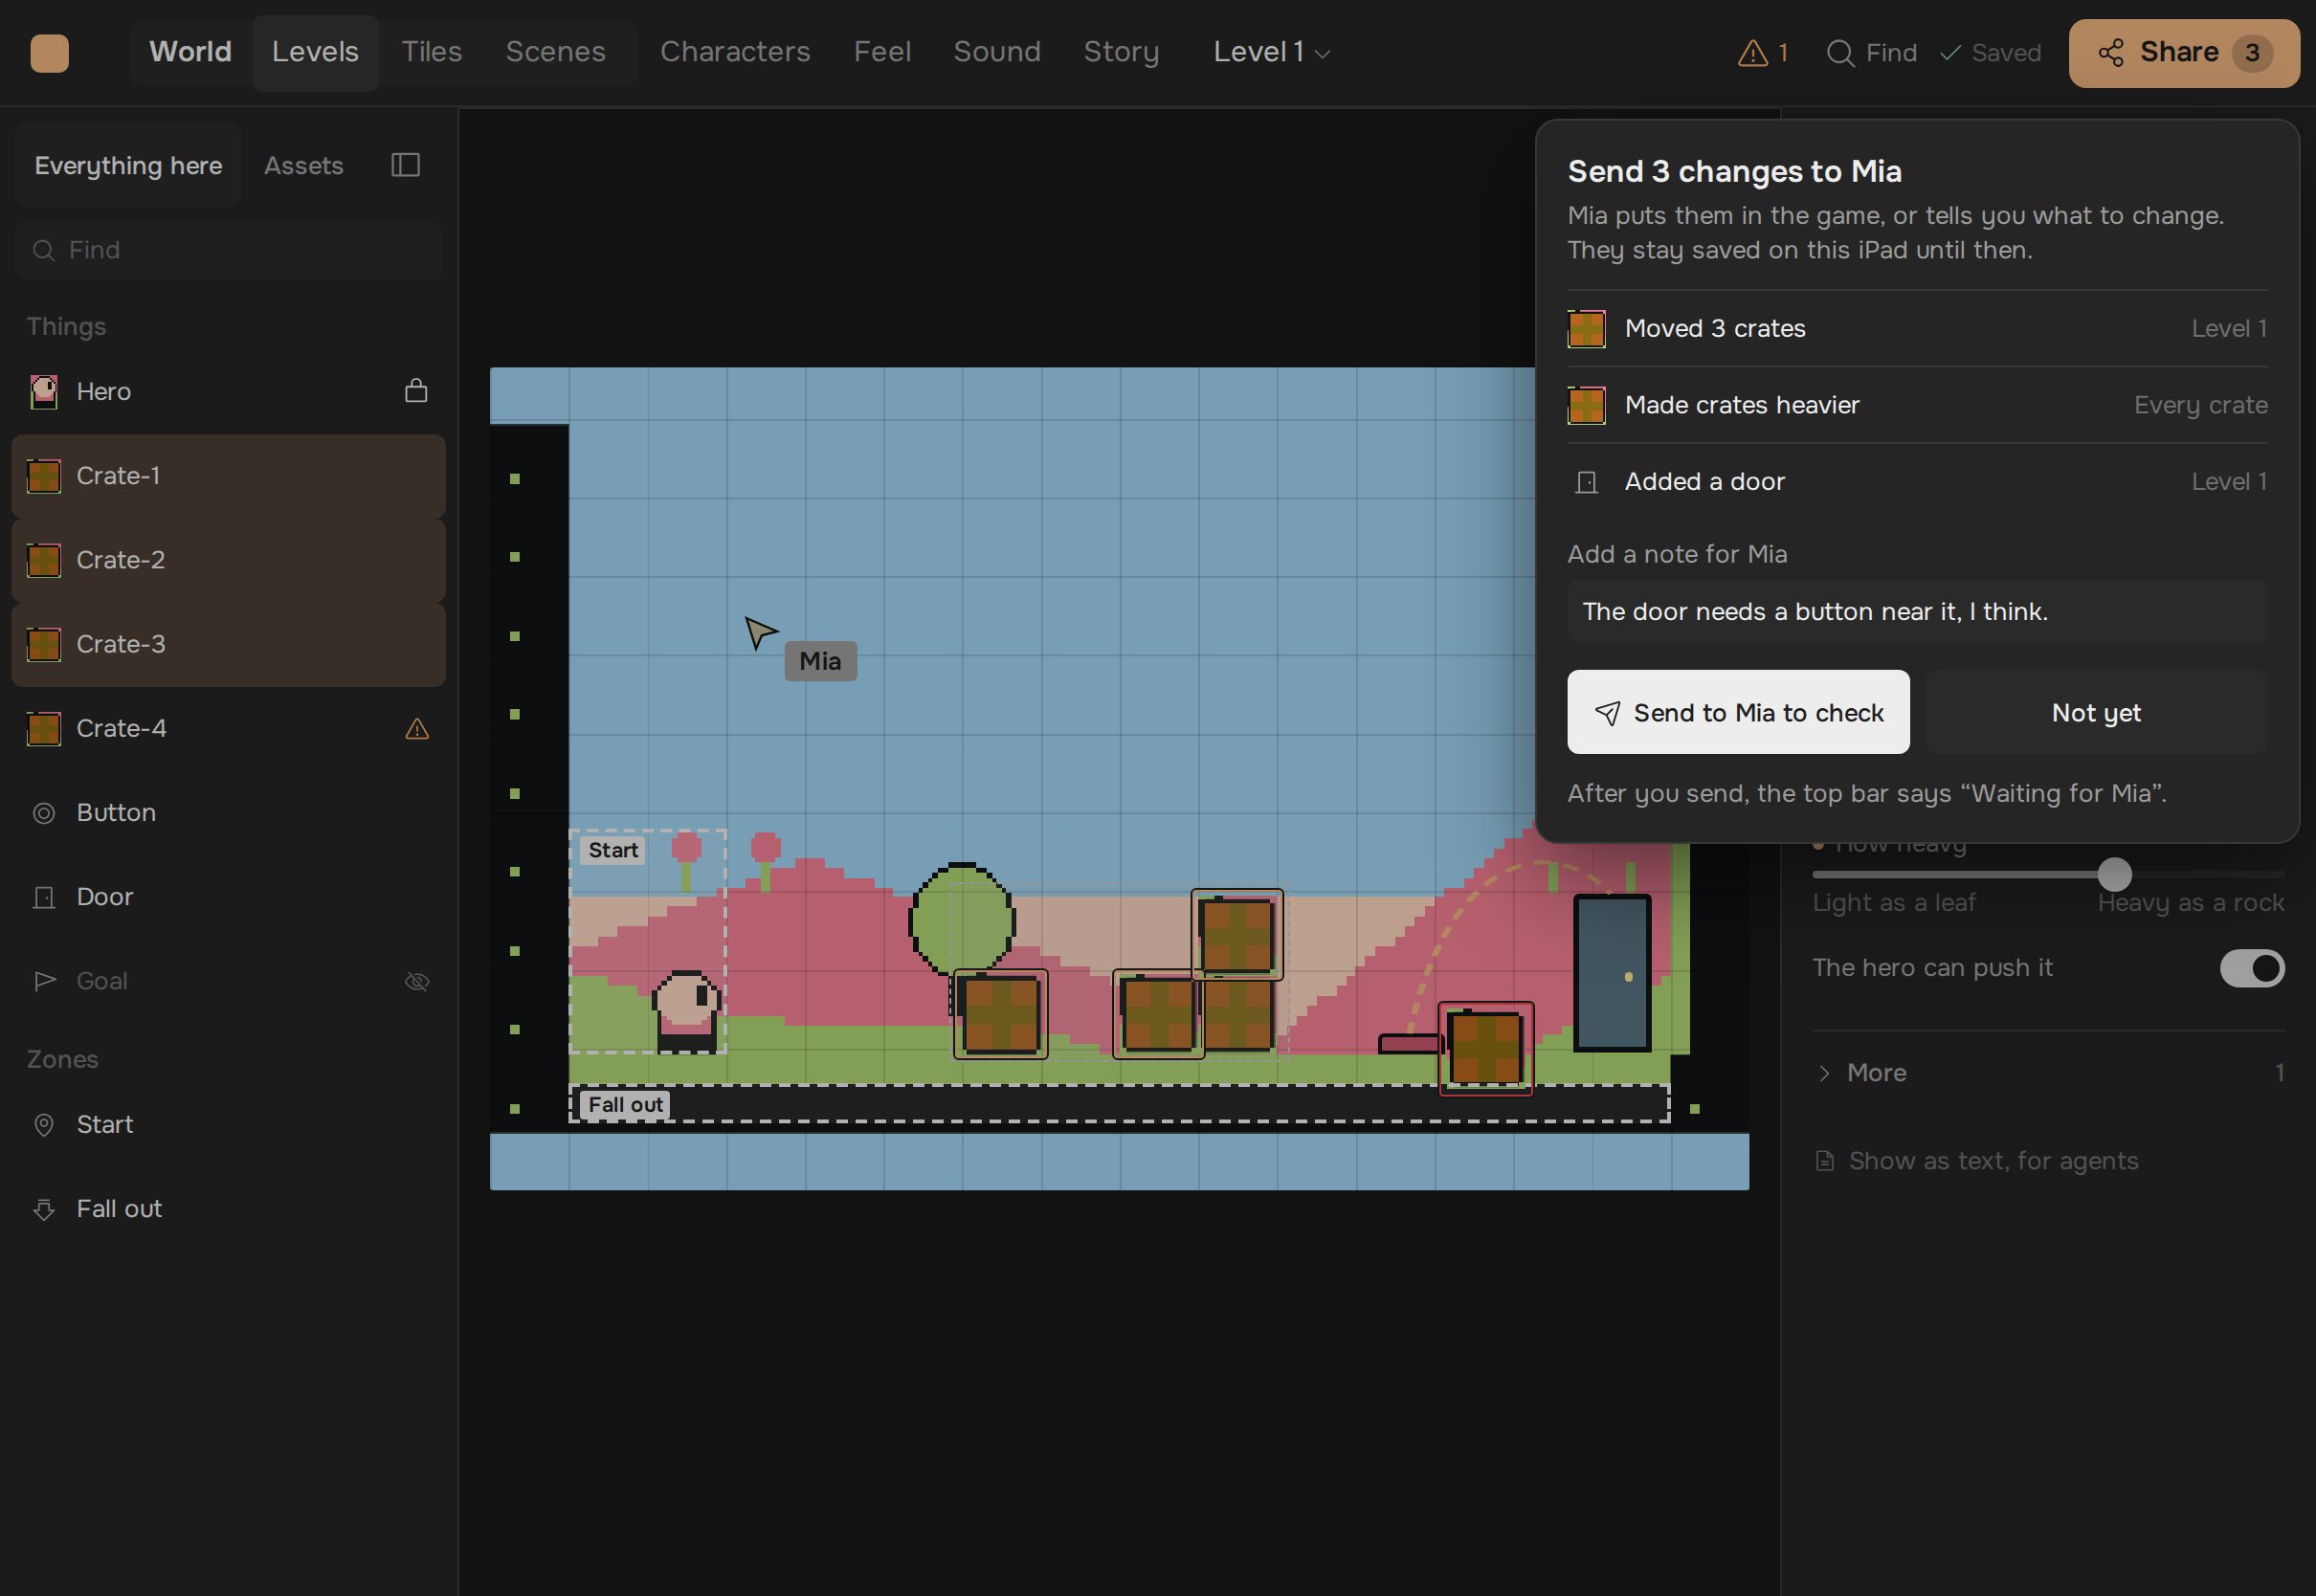 World Levels Tiles Scenes Characters Feel Sound Story Level 1 1 Find Saved Share 3
Everything here Assets
Find
Things
Hero
Crate-1
Crate-2
Crate-3
Crate-4
Button
Door
Goal
Zones
Start
Fall out
Mia
Start
Fall out
Send 3 changes to Mia
Mia puts them in the game, or tells you what to change.
They stay saved on this iPad until then.
Moved 3 crates Level 1
Made crates heavier Every crate
Added a door Level 1
Add a note for Mia
The door needs a button near it, I think.
Send to Mia to check Not yet
After you send, the top bar says “Waiting for Mia”.
How heavy
Light as a leaf Heavy as a rock
The hero can push it
More 1
Show as text, for agents